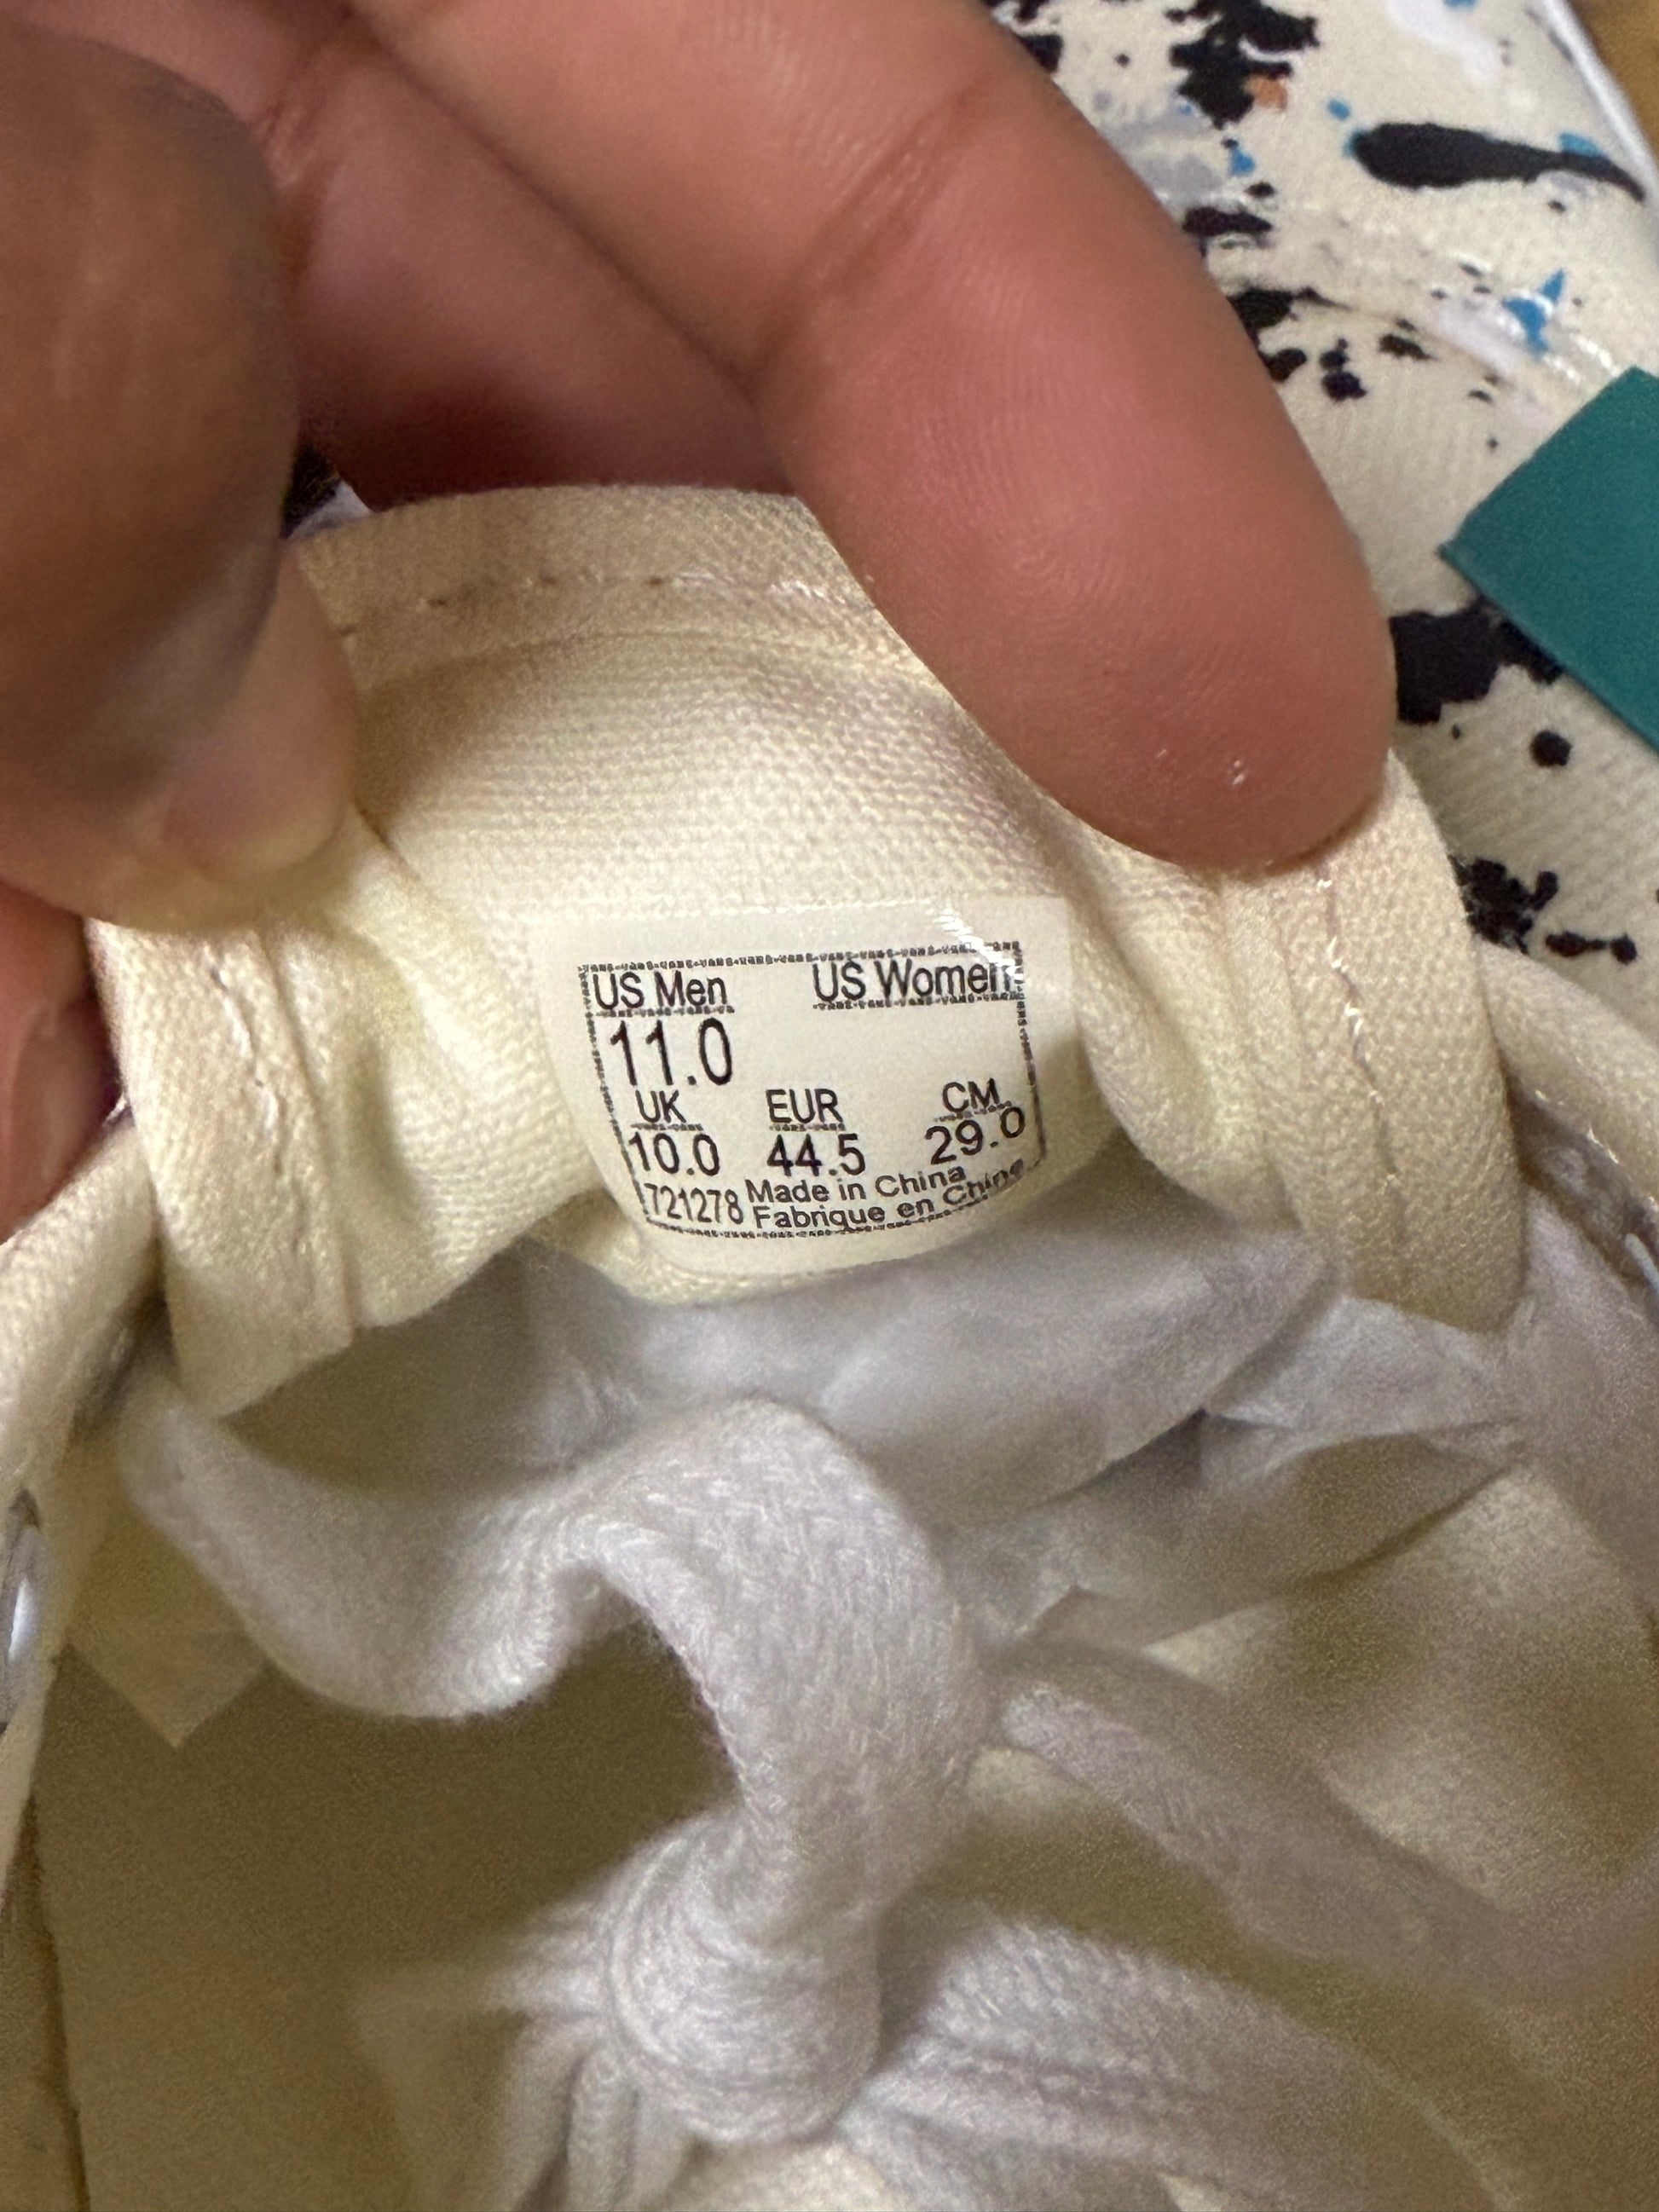 US Men US Women
11.0
UK EUR CM
10.0 44.5 29.0
721278 Made in China
Fabrique en Chine